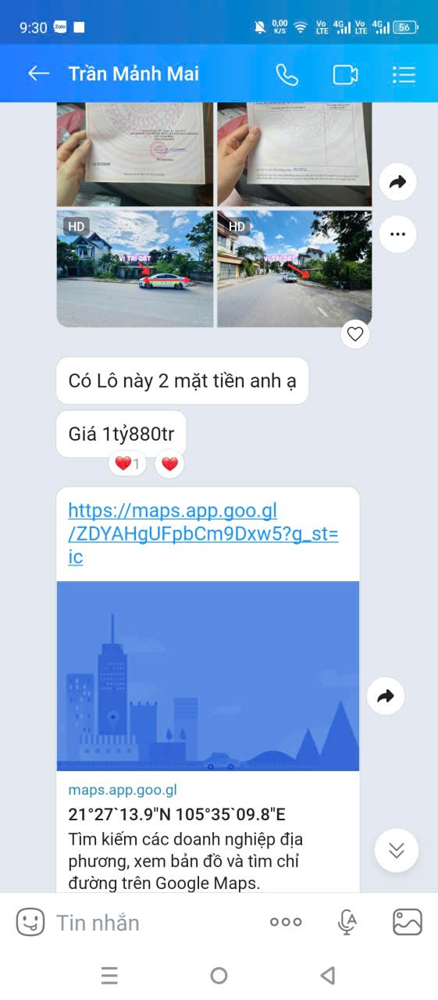 9:30
Zalo
0,00
K/S
Vo
LTE
4G
Vo
LTE
4G
56
Trần Mảnh Mai
HD
VỊ TRÍ ĐẤT
HD
VỊ TRÍ ĐẤT
Có Lô này 2 mặt tiền anh ạ
Giá 1tỷ880tr
1
https://maps.app.goo.gl
/ZDYAHgUFpbCm9Dxw5?g_st=
ic
maps.app.goo.gl
21°27`13.9"N 105°35`09.8"E
Tìm kiếm các doanh nghiệp địa
phương, xem bản đồ và tìm chỉ
đường trên Google Maps.
Tin nhắn
A